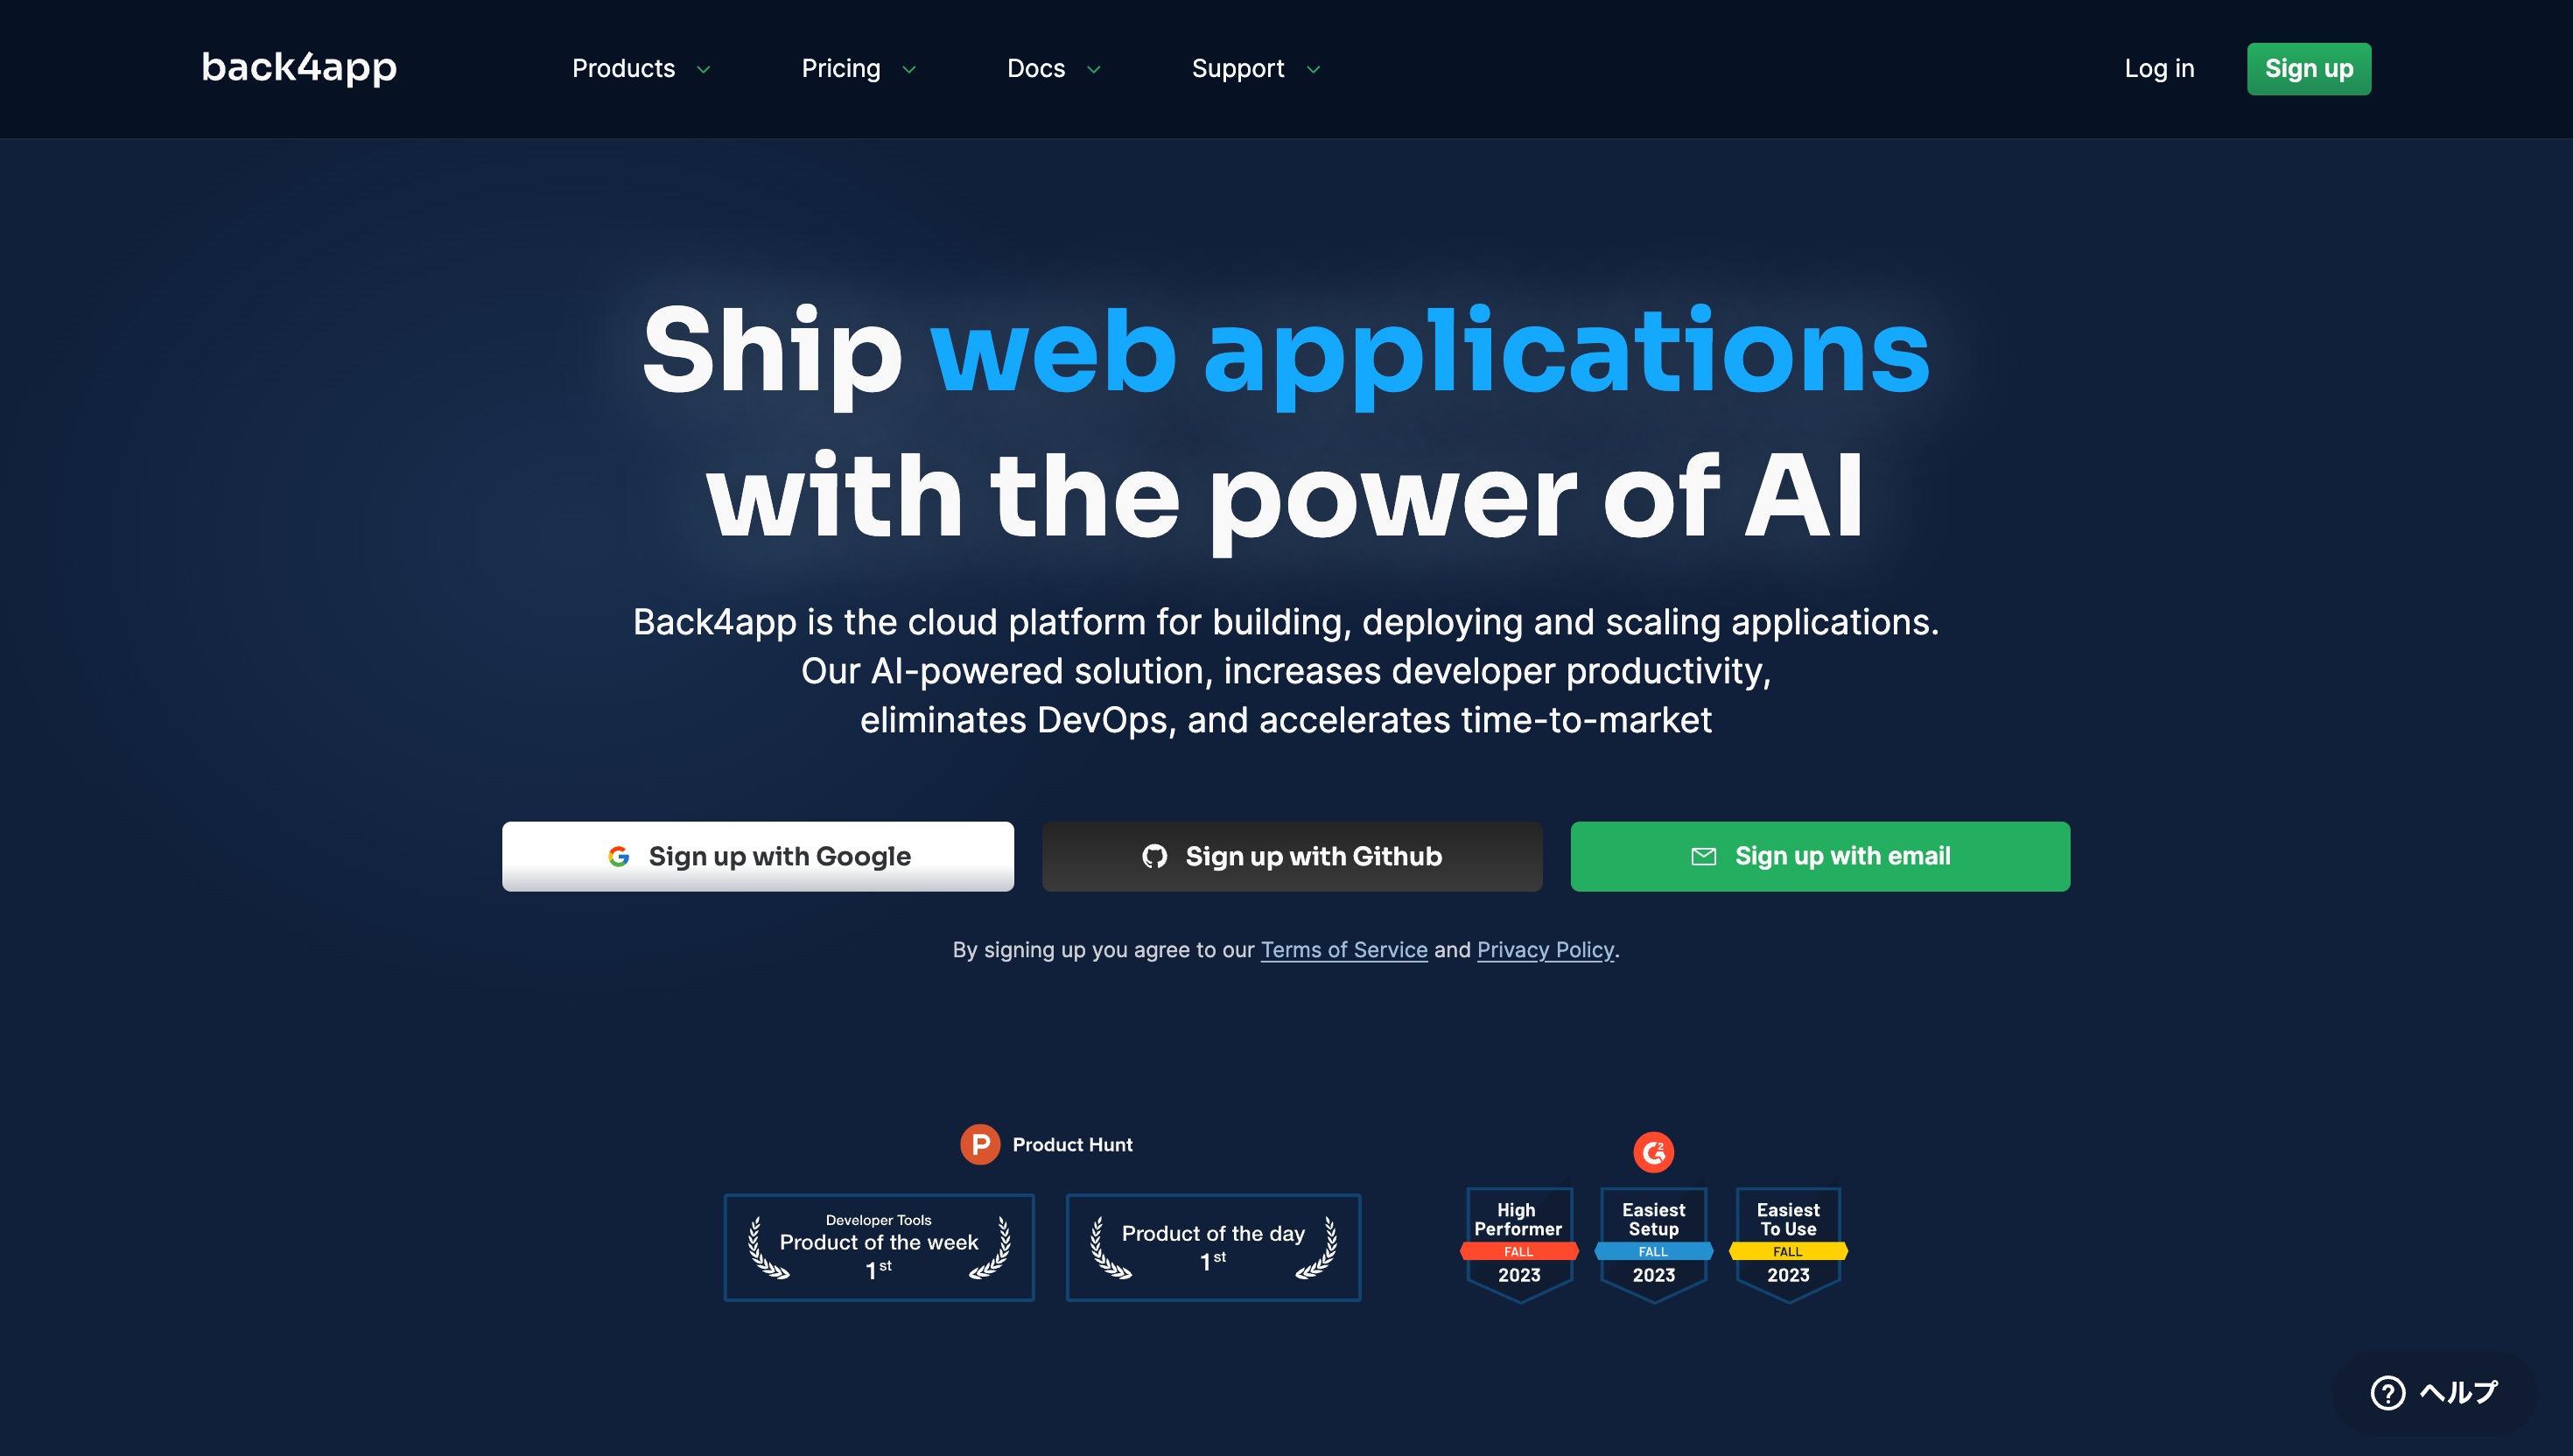 back4app
Products
Pricing
Docs
Support
Log in
Sign up
Ship web applications
with the power of AI
Back4app is the cloud platform for building, deploying and scaling applications.
Our AI-powered solution, increases developer productivity,
eliminates DevOps, and accelerates time-to-market
Sign up with Google
Sign up with Github
Sign up with email
By signing up you agree to our Terms of Service and Privacy Policy.
P Product Hunt
Developer Tools
Product of the week
1st
Product of the day
1st
G2
High
Performer
FALL
2023
Easiest
Setup
FALL
2023
Easiest
To Use
FALL
2023
ヘルプ